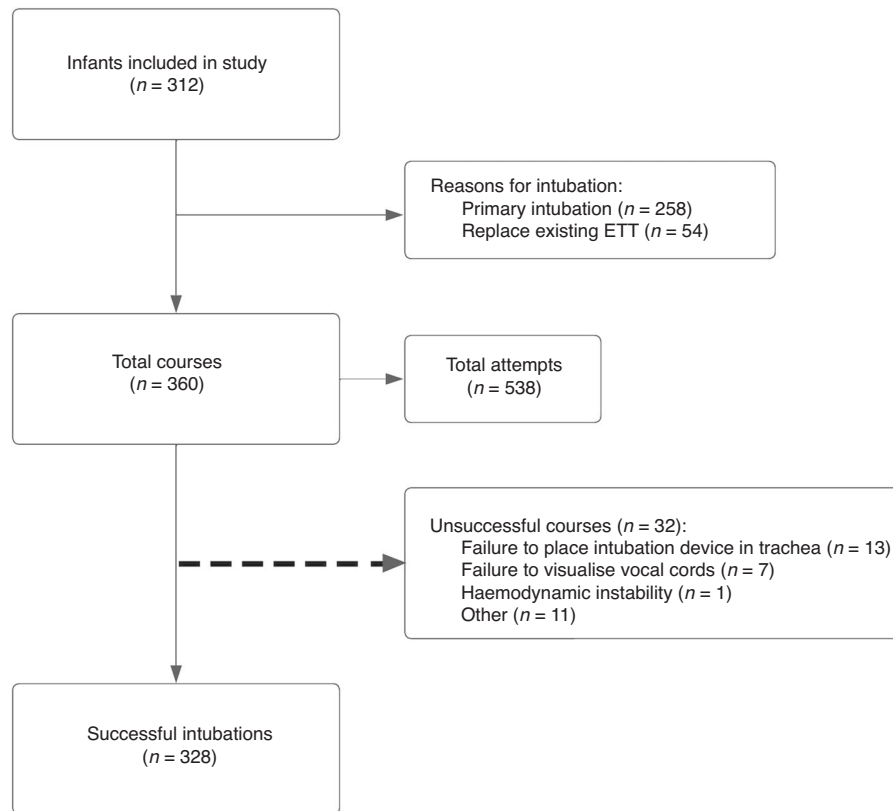 Infants included in study
(n = 312)
Reasons for intubation:
Primary intubation (n = 258)
Replace existing ETT (n = 54)
Total courses
(n = 360)
Total attempts
(n = 538)
Unsuccessful courses (n = 32):
Failure to place intubation device in trachea (n = 13)
Failure to visualise vocal cords (n = 7)
Haemodynamic instability (n = 1)
Other (n = 11)
Successful intubations
(n = 328)